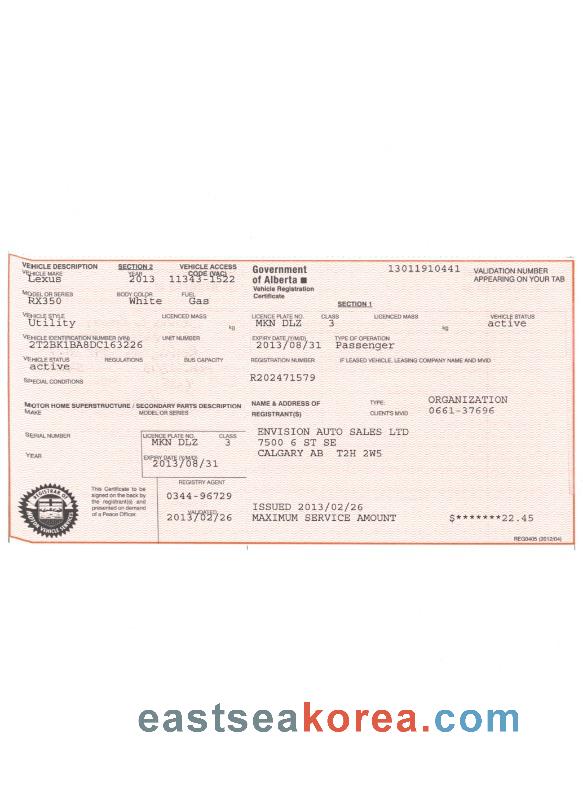 VEHICLE DESCRIPTION SECTION 2 VEHICLE ACCESS CODE (VAC)
VEHICLE MAKE YEAR
Lexus 2013 11343-1522
MODEL OR SERIES BODY COLOR FUEL
RX350 White Gas
VEHICLE STYLE LICENCED MASS
Utility kg
VEHICLE IDENTIFICATION NUMBER (VIN) UNIT NUMBER
2T2BK1BA8DC163226
VEHICLE STATUS REGULATIONS BUS CAPACITY
active
SPECIAL CONDITIONS
Government
of Alberta
Vehicle Registration
Certificate
13011910441
VALIDATION NUMBER
APPEARING ON YOUR TAB
SECTION 1
LICENCE PLATE NO. CLASS LICENCED MASS VEHICLE STATUS
MKN DLZ 3 kg active
EXPIRY DATE (Y/M/D) TYPE OF OPERATION
2013/08/31 Passenger
REGISTRATION NUMBER IF LEASED VEHICLE, LEASING COMPANY NAME AND MVID
R202471579
MOTOR HOME SUPERSTRUCTURE / SECONDARY PARTS DESCRIPTION
MAKE MODEL OR SERIES
SERIAL NUMBER
YEAR
LICENCE PLATE NO. CLASS
MKN DLZ 3
EXPIRY DATE (Y/M/D)
2013/08/31
NAME & ADDRESS OF
REGISTRANT(S)
TYPE: ORGANIZATION
CLIENT'S MVID 0661-37696
ENVISION AUTO SALES LTD
7500 6 ST SE
CALGARY AB T2H 2W5
REGISTRAR OF
MOTOR VEHICLE SERVICES
This Certificate to be
signed on the back by
the registrant(s) and
presented on demand
of a Peace Officer.
REGISTRY AGENT
0344-96729
VALIDATED
2013/02/26
ISSUED 2013/02/26
MAXIMUM SERVICE AMOUNT $*******22.45
REG0405 (2012/04)
eastseakorea.com